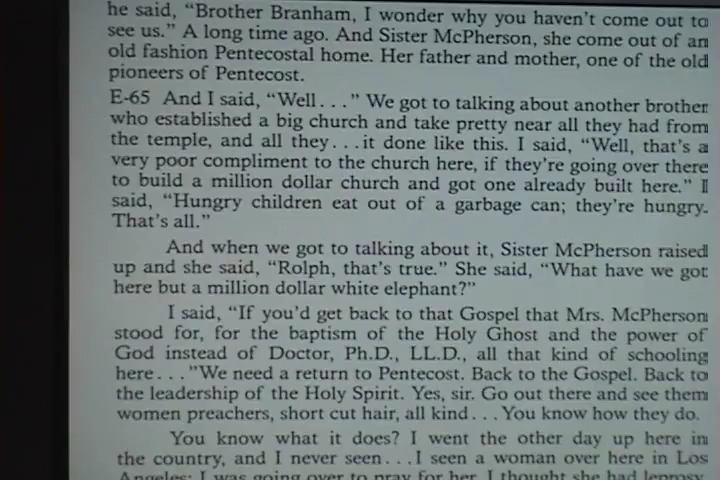 he said, “Brother Branham, I wonder why you haven’t come out to
see us.” A long time ago. And Sister McPherson, she come out of an
old fashion Pentecostal home. Her father and mother, one of the old
pioneers of Pentecost.
E-65 And I said, “Well. . .” We got to talking about another brother
who established a big church and take pretty near all they had from
the temple, and all they. . .it done like this. I said, “Well, that’s a
very poor compliment to the church here, if they’re going over there
to build a million dollar church and got one already built here.” I
said, “Hungry children eat out of a garbage can; they’re hungry.
That’s all.”
And when we got to talking about it, Sister McPherson raised
up and she said, “Rolph, that’s true.” She said, “What have we got
here but a million dollar white elephant?”
I said, “If you’d get back to that Gospel that Mrs. McPherson
stood for, for the baptism of the Holy Ghost and the power of
God instead of Doctor, Ph.D., LL.D., all that kind of schooling
here. . .”We need a return to Pentecost. Back to the Gospel. Back to
the leadership of the Holy Spirit. Yes, sir. Go out there and see them
women preachers, short cut hair, all kind. . .You know how they do.
You know what it does? I went the other day up here in
the country, and I never seen. . .I seen a woman over here in Los
Angeles; I was going over to pray for her. I thought she had leprosy